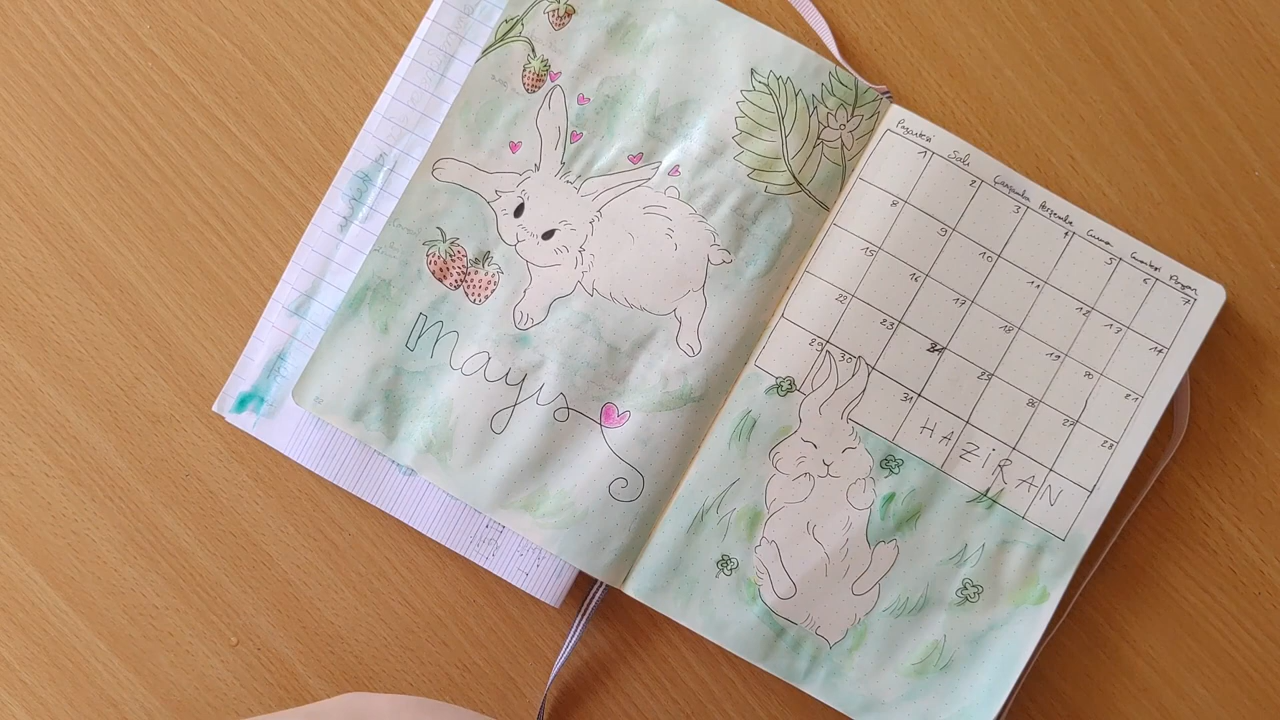 Mayıs
Pazartesi Salı Çarşamba Perşembe Cuma Cumartesi Pazar
1 2 3 4 5 6 7
8 9 10 11 12 13 14
15 16 17 18 19 20 21
22 23 24 25 26 27 28
29 30 31
HAZİRAN